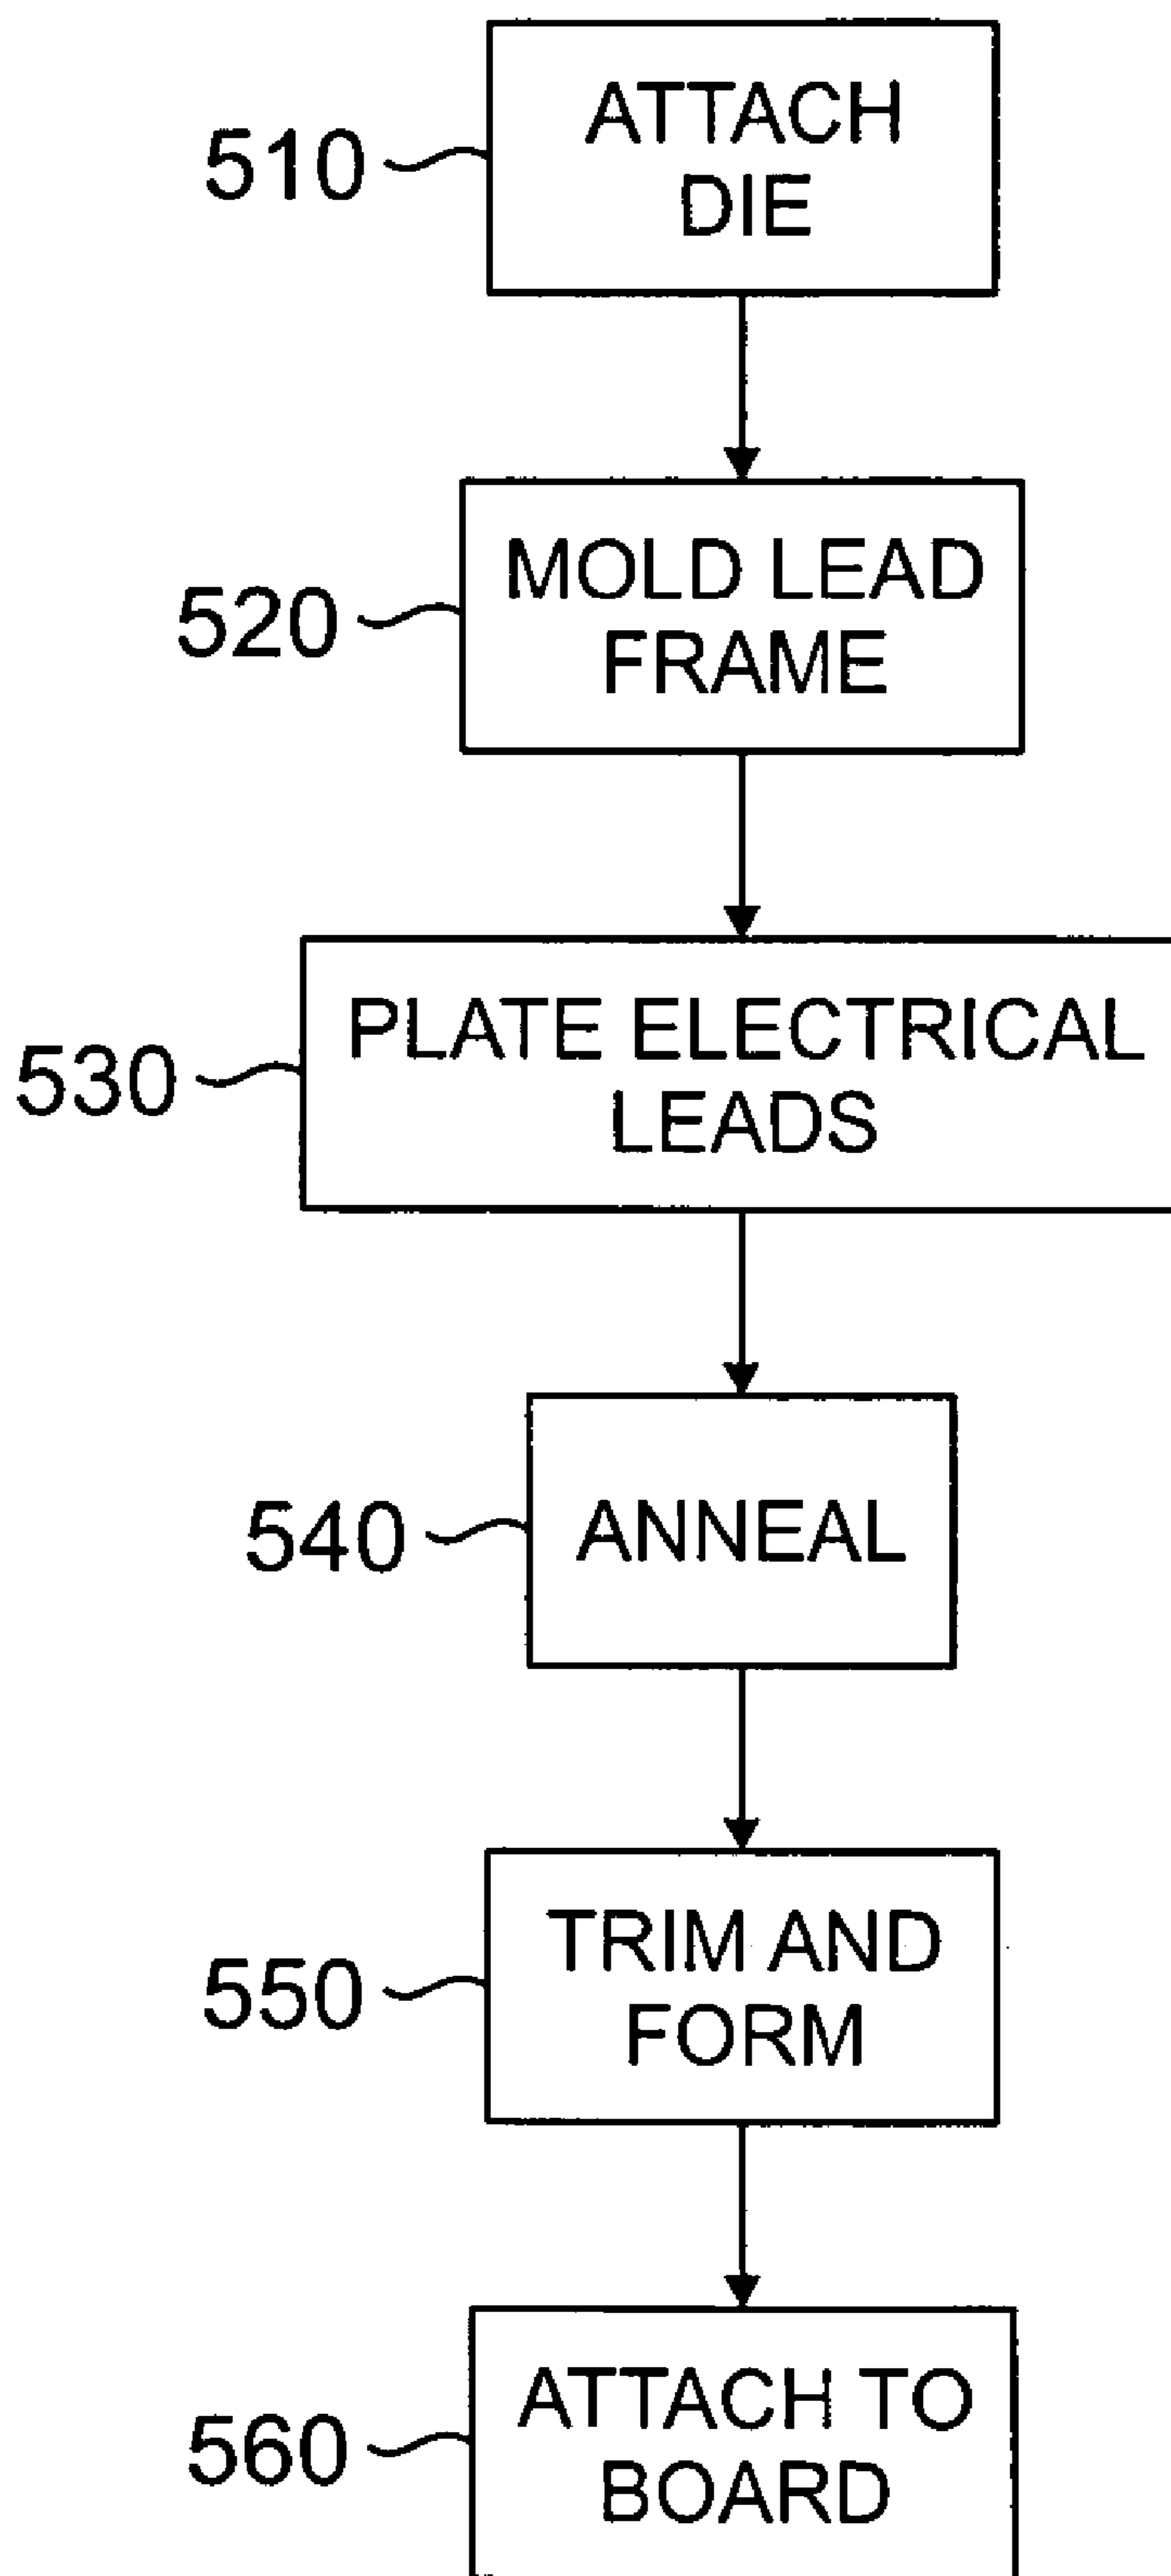 ATTACH
DIE
510
MOLD LEAD
FRAME
520
PLATE ELECTRICAL
LEADS
530
ANNEAL
540
TRIM AND
FORM
550
ATTACH TO
BOARD
560